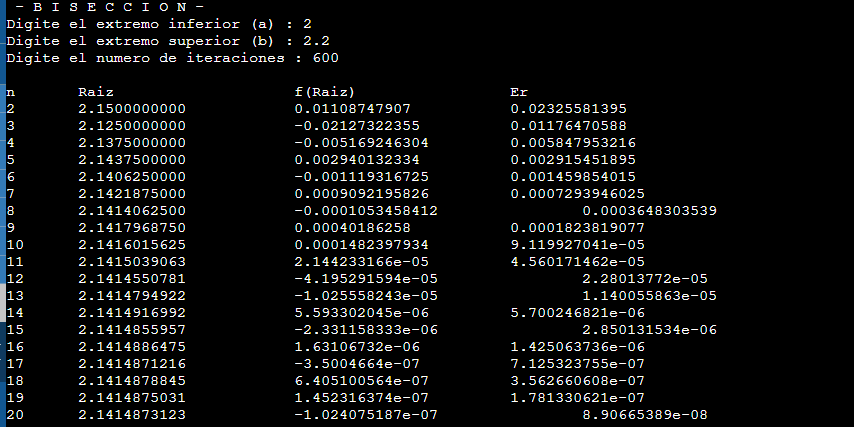 - B I S E C C I O N -
Digite el extremo inferior (a) : 2
Digite el extremo superior (b) : 2.2
Digite el numero de iteraciones : 600
n Raiz f(Raiz) Er
2 2.1500000000 0.01108747907 0.02325581395
3 2.1250000000 -0.02127322355 0.01176470588
4 2.1375000000 -0.005169246304 0.005847953216
5 2.1437500000 0.002940132334 0.002915451895
6 2.1406250000 -0.001119316725 0.001459854015
7 2.1421875000 0.0009092195826 0.0007293946025
8 2.1414062500 -0.0001053458412 0.0003648303539
9 2.1417968750 0.00040186258 0.0001823819077
10 2.1416015625 0.0001482397934 9.119927041e-05
11 2.1415039063 2.144233166e-05 4.560171462e-05
12 2.1414550781 -4.195291594e-05 2.28013772e-05
13 2.1414794922 -1.025558243e-05 1.140055863e-05
14 2.1414916992 5.593302045e-06 5.700246821e-06
15 2.1414855957 -2.331158333e-06 2.850131534e-06
16 2.1414886475 1.63106732e-06 1.425063736e-06
17 2.1414871216 -3.5004664e-07 7.125323755e-07
18 2.1414878845 6.405100564e-07 3.562660608e-07
19 2.1414875031 1.452316374e-07 1.781330621e-07
20 2.1414873123 -1.024075187e-07 8.90665389e-08